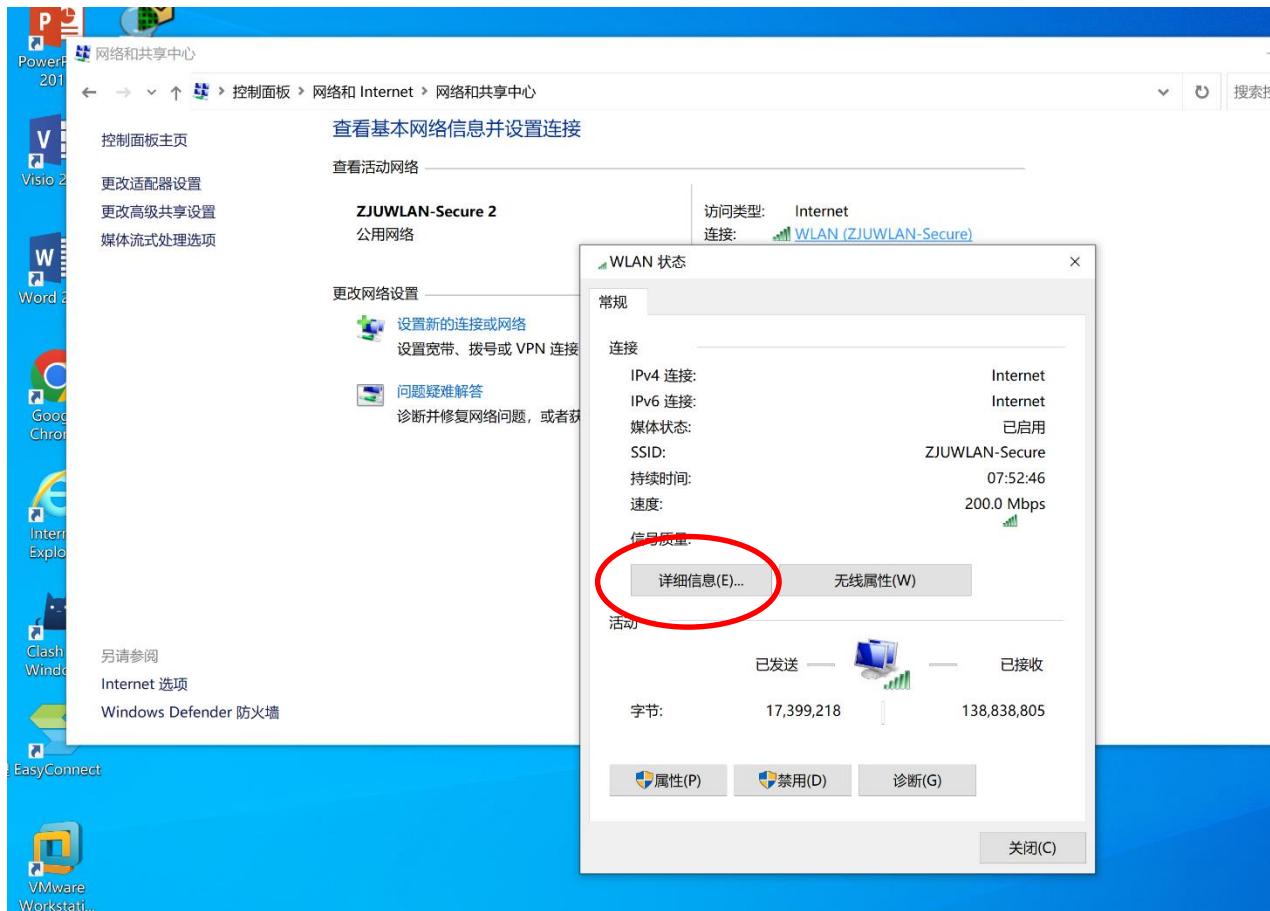 PowerP
201
Visio 2
Word 2
Goog
Chror
Intern
Explo
Clash
Windo
EasyConnect
VMware
Workstati...
网络和共享中心
控制面板 > 网络和 Internet > 网络和共享中心
搜索控
控制面板主页
更改适配器设置
更改高级共享设置
媒体流式处理选项
查看基本网络信息并设置连接
查看活动网络
ZJUWLAN-Secure 2
公用网络
访问类型: Internet
连接: WLAN (ZJUWLAN-Secure)
更改网络设置
设置新的连接或网络
设置宽带、拨号或 VPN 连接
问题疑难解答
诊断并修复网络问题，或者获
另请参阅
Internet 选项
Windows Defender 防火墙
WLAN 状态
常规
连接
IPv4 连接: Internet
IPv6 连接: Internet
媒体状态: 已启用
SSID: ZJUWLAN-Secure
持续时间: 07:52:46
速度: 200.0 Mbps
信号质量:
详细信息(E)... 无线属性(W)
活动
已发送 — — 已接收
字节: 17,399,218 138,838,805
属性(P) 禁用(D) 诊断(G)
关闭(C)